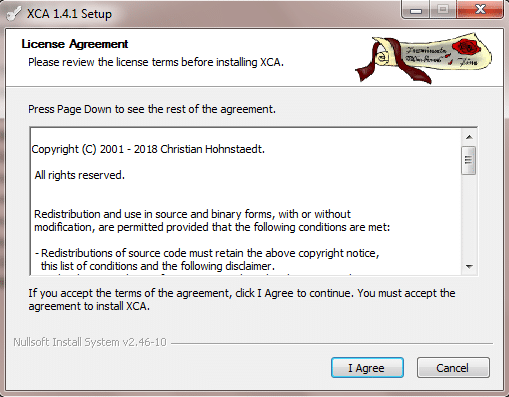 XCA 1.4.1 Setup
License Agreement
Please review the license terms before installing XCA.
Press Page Down to see the rest of the agreement.
Copyright (C) 2001 - 2018 Christian Hohnstaedt.
All rights reserved.
Redistribution and use in source and binary forms, with or without
modification, are permitted provided that the following conditions are met:
- Redistributions of source code must retain the above copyright notice,
this list of conditions and the following disclaimer.
If you accept the terms of the agreement, click I Agree to continue. You must accept the
agreement to install XCA.
Nullsoft Install System v2.46-10
I Agree
Cancel